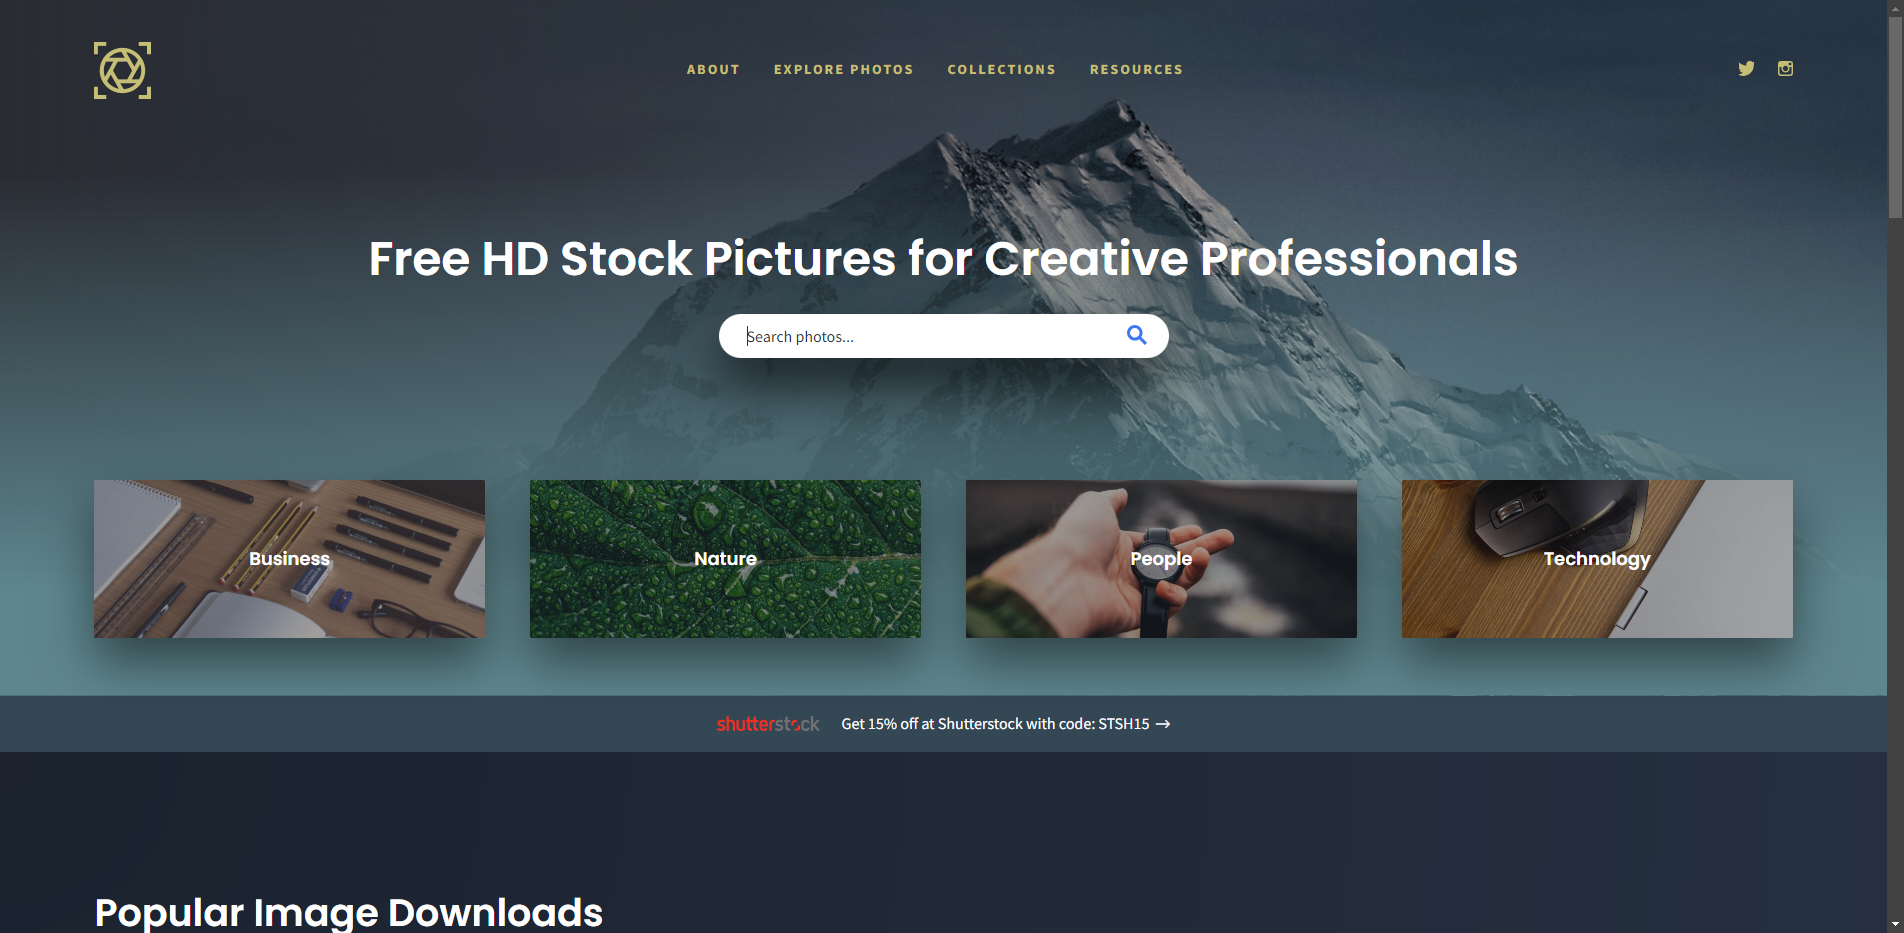 ABOUT EXPLORE PHOTOS COLLECTIONS RESOURCES
Free HD Stock Pictures for Creative Professionals
Search photos...
Business
Nature
People
Technology
shutterstock Get 15% off at Shutterstock with code: STSH15 →
Popular Image Downloads